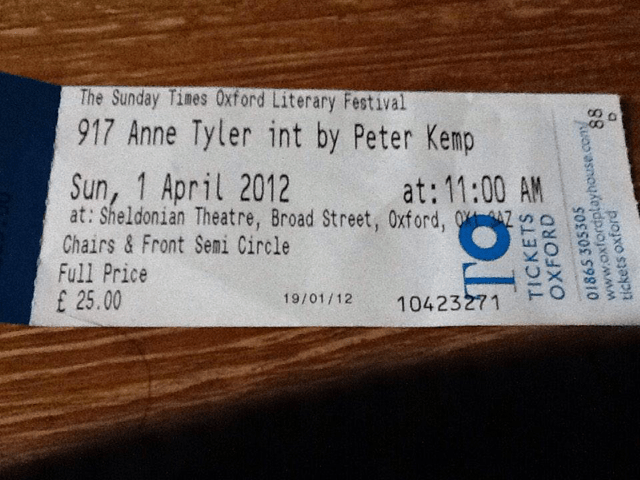 The Sunday Times Oxford Literary Festival
917 Anne Tyler int by Peter Kemp
Sun, 1 April 2012 at: 11:00 AM
at: Sheldonian Theatre, Broad Street, Oxford, OX1 3AZ
Chairs & Front Semi Circle
Full Price
£ 25.00 19/01/12 10423271
TO
TICKETS
OXFORD
01865 305305
www.oxfordplayhouse.com/
tickets oxford
88